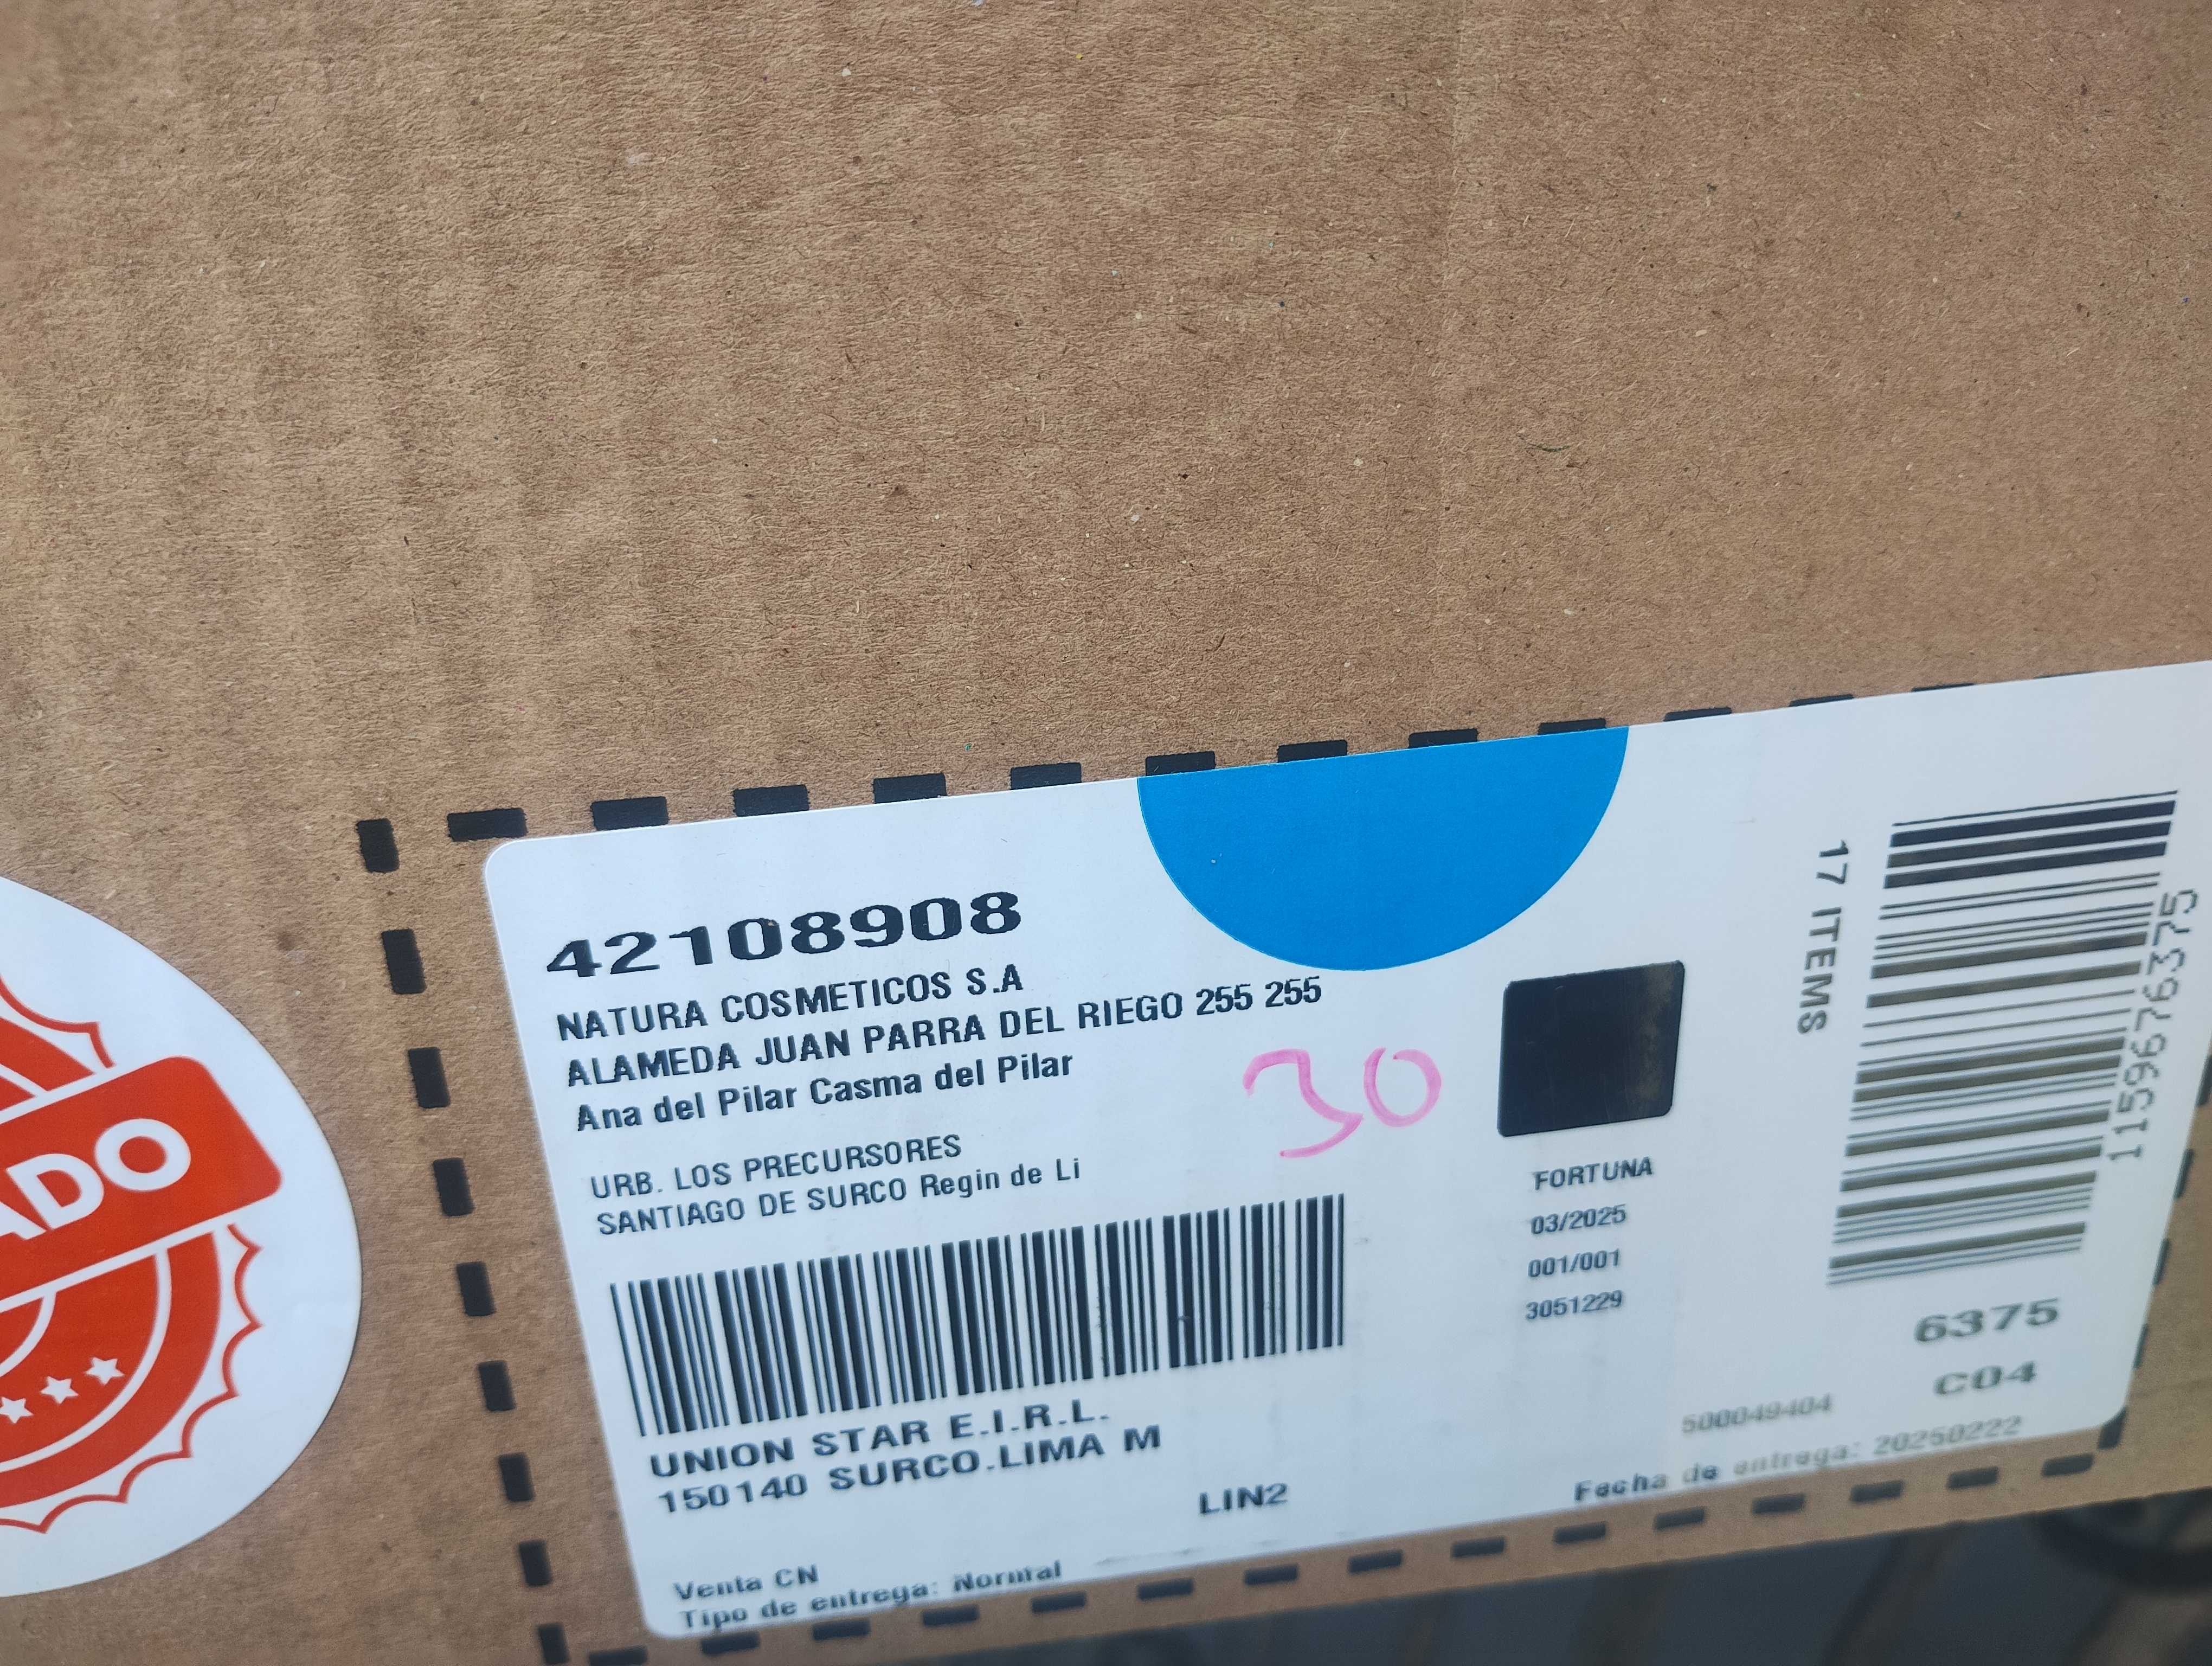 42108908
NATURA COSMETICOS S.A
ALAMEDA JUAN PARRA DEL RIEGO 255 255
Ana del Pilar Casma del Pilar
30
URB. LOS PRECURSORES
SANTIAGO DE SURCO Regin de Li
UNION STAR E.I.R.L.
150140 SURCO.LIMA M
LIN2
Venta CN
Tipo de entrega: Normal
FORTUNA
03/2025
001/001
3051229
17 ITEMS
1159676375
6375
C04
500049404
Fecha de entrega: 20250222
ADO